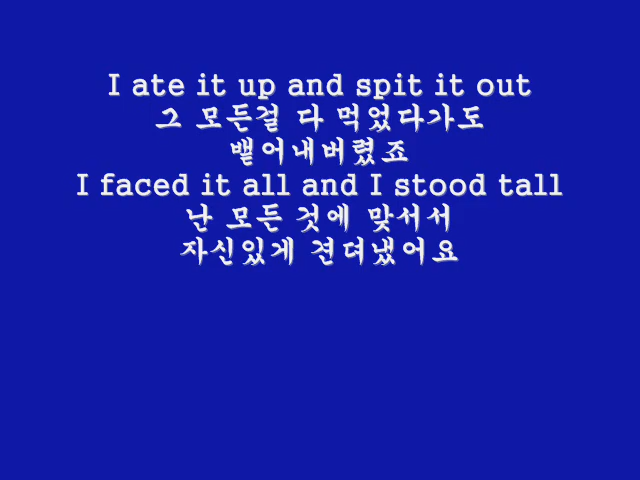 I ate it up and spit it out
그 모든걸 다 먹었다가도
뱉어내버렸죠
I faced it all and I stood tall
난 모든 것에 맞서서
자신있게 견뎌냈어요